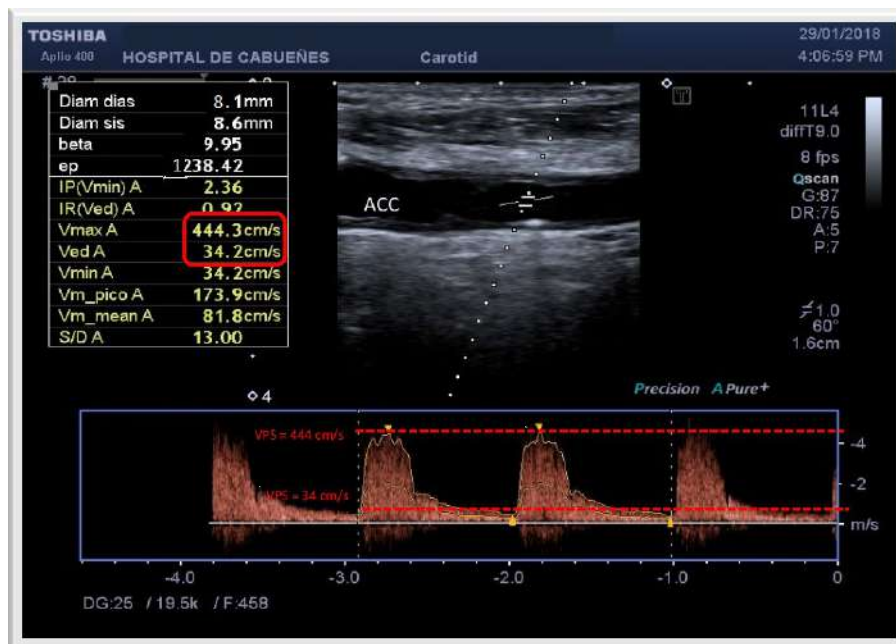 TOSHIBA
29/01/2018
Aplio 400 HOSPITAL DE CABUEÑES Carotid 4:06:59 PM
Diam dias 8.1mm
Diam sis 8.6mm
beta 9.95
ep 1238.42
IP(Vmin) A 2.36
IR(Ved) A 0.92
Vmax A 444.3cm/s
Ved A 34.2cm/s
Vmin A 34.2cm/s
Vm_pico A 173.9cm/s
Vm_mean A 81.8cm/s
S/D A 13.00
ACC
T
11L4
diffT9.0
8 fps
Qscan
G:87
DR:75
A:5
P:7
1.0
60°
1.6cm
4
Precision APure+
VPS = 444 cm/s
VPS = 34 cm/s
-4
-2
m/s
-4.0 -3.0 -2.0 -1.0 0
DG:25 / 19.5k / F:458